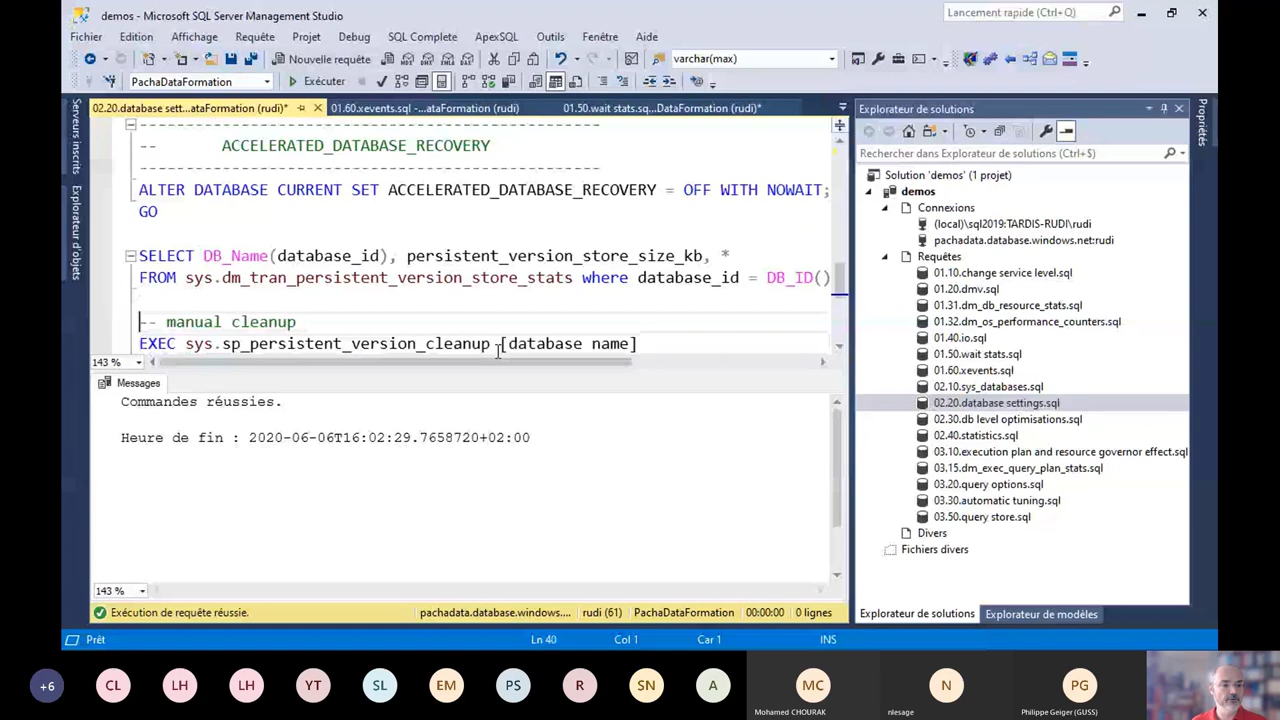 demos - Microsoft SQL Server Management Studio
Lancement rapide (Ctrl+Q)
Fichier Edition Affichage Requête Projet Debug SQL Complete ApexSQL Outils Fenêtre Aide
Nouvelle requête
varchar(max)
PachaDataFormation
Exécuter
02.20.database sett...ataFormation (rudi)*
01.60.xevents.sql -...ataFormation (rudi)
01.50.wait stats.sq...DataFormation (rudi)*
Serveurs inscrits
Explorateur d'objets
-- ACCELERATED_DATABASE_RECOVERY
ALTER DATABASE CURRENT SET ACCELERATED_DATABASE_RECOVERY = OFF WITH NOWAIT;
GO
SELECT DB_Name(database_id), persistent_version_store_size_kb, *
FROM sys.dm_tran_persistent_version_store_stats where database_id = DB_ID()
-- manual cleanup
EXEC sys.sp_persistent_version_cleanup [database name]
143 %
Messages
Commandes réussies.
Heure de fin : 2020-06-06T16:02:29.7658720+02:00
143 %
Exécution de requête réussie.
pachadata.database.windows....
rudi (61)
PachaDataFormation
00:00:00
0 lignes
Explorateur de solutions
Rechercher dans Explorateur de solutions (Ctrl+$)
Solution 'demos' (1 projet)
demos
Connexions
(local)\sql2019:TARDIS-RUDI\rudi
pachadata.database.windows.net:rudi
Requêtes
01.10.change service level.sql
01.20.dmv.sql
01.31.dm_db_resource_stats.sql
01.32.dm_os_performance_counters.sql
01.40.io.sql
01.50.wait stats.sql
01.60.xevents.sql
02.10.sys_databases.sql
02.20.database settings.sql
02.30.db level optimisations.sql
02.40.statistics.sql
03.10.execution plan and resource governor effect.sql
03.15.dm_exec_query_plan_stats.sql
03.20.query options.sql
03.30.automatic tuning.sql
03.50.query store.sql
Divers
Fichiers divers
Explorateur de solutions
Explorateur de modèles
Propriétés
Prêt
Ln 40
Col 1
Car 1
INS
+6
CL
LH
LH
YT
SL
EM
PS
R
SN
A
MC
Mohamed CHOURAK
N
nlesage
PG
Philippe Geiger (GUSS)